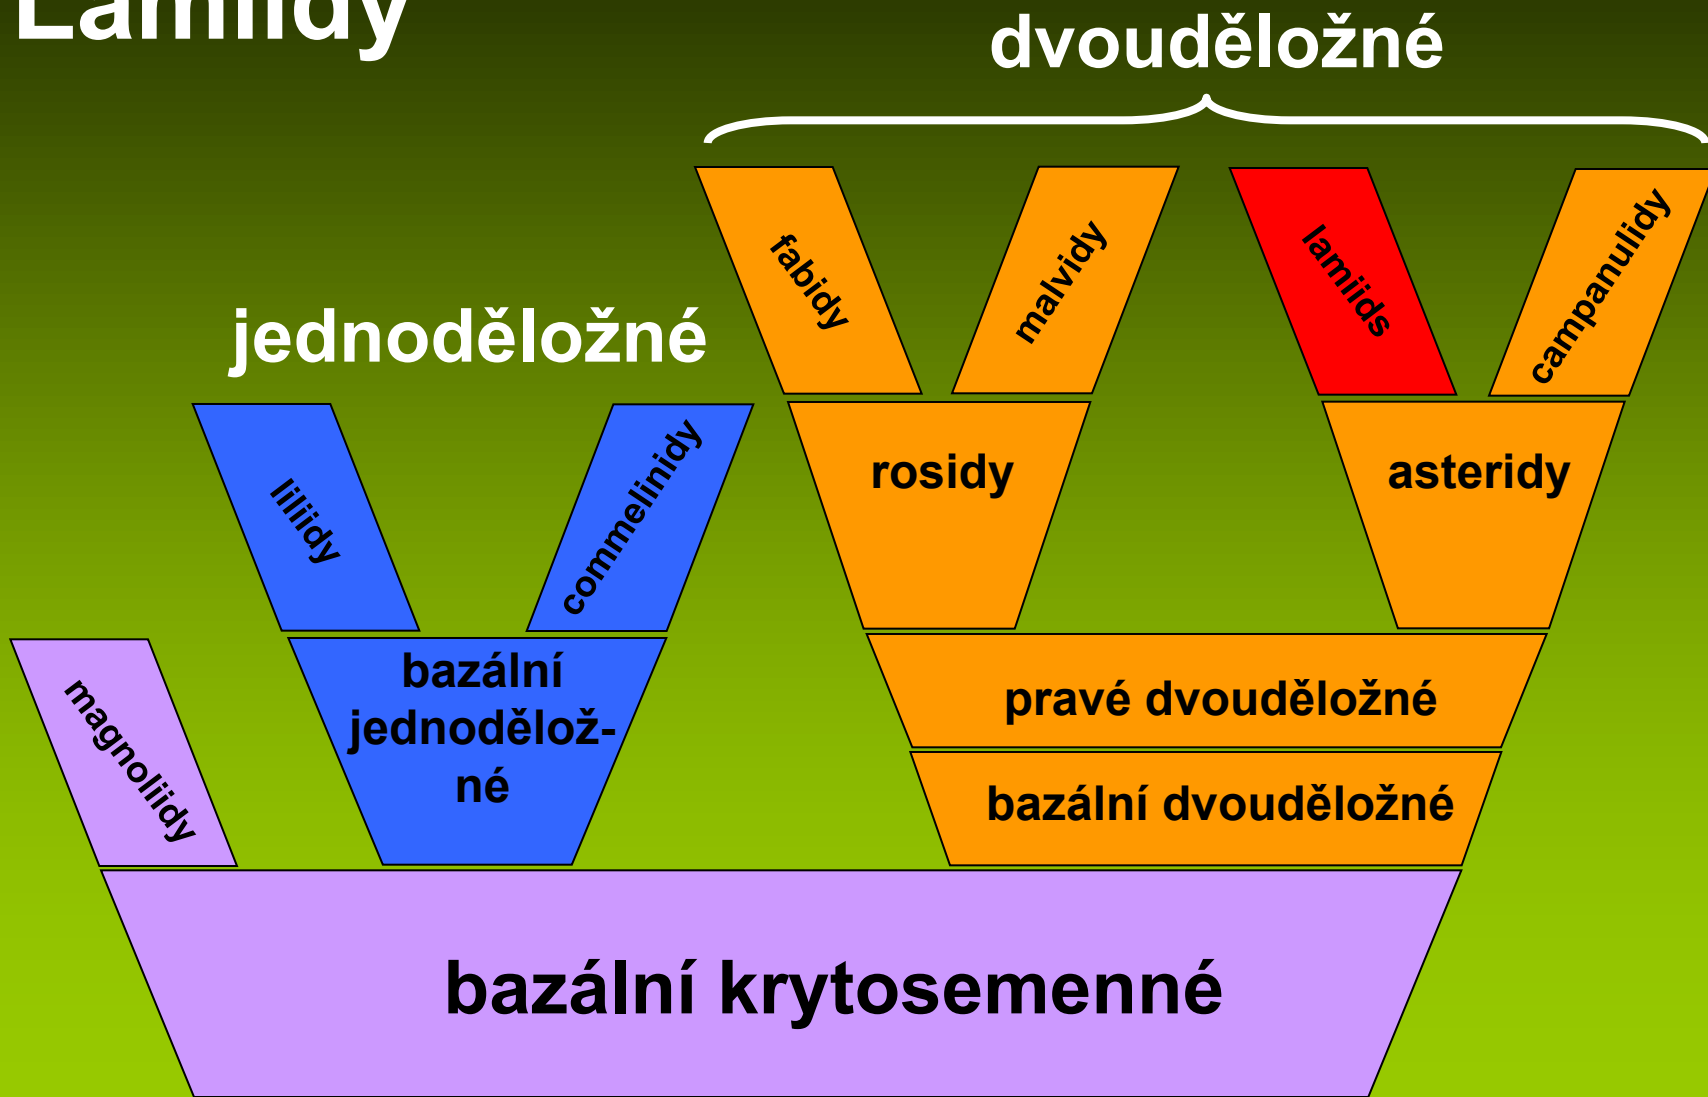 Lamiidy
dvouděložné
fabidy
malvidy
lamiids
campanulidy
jednoděložné
rosidy
asteridy
liliidy
commelinidy
bazální
jednodělož-
né
pravé dvouděložné
magnoliidy
bazální dvouděložné
bazální krytosemenné